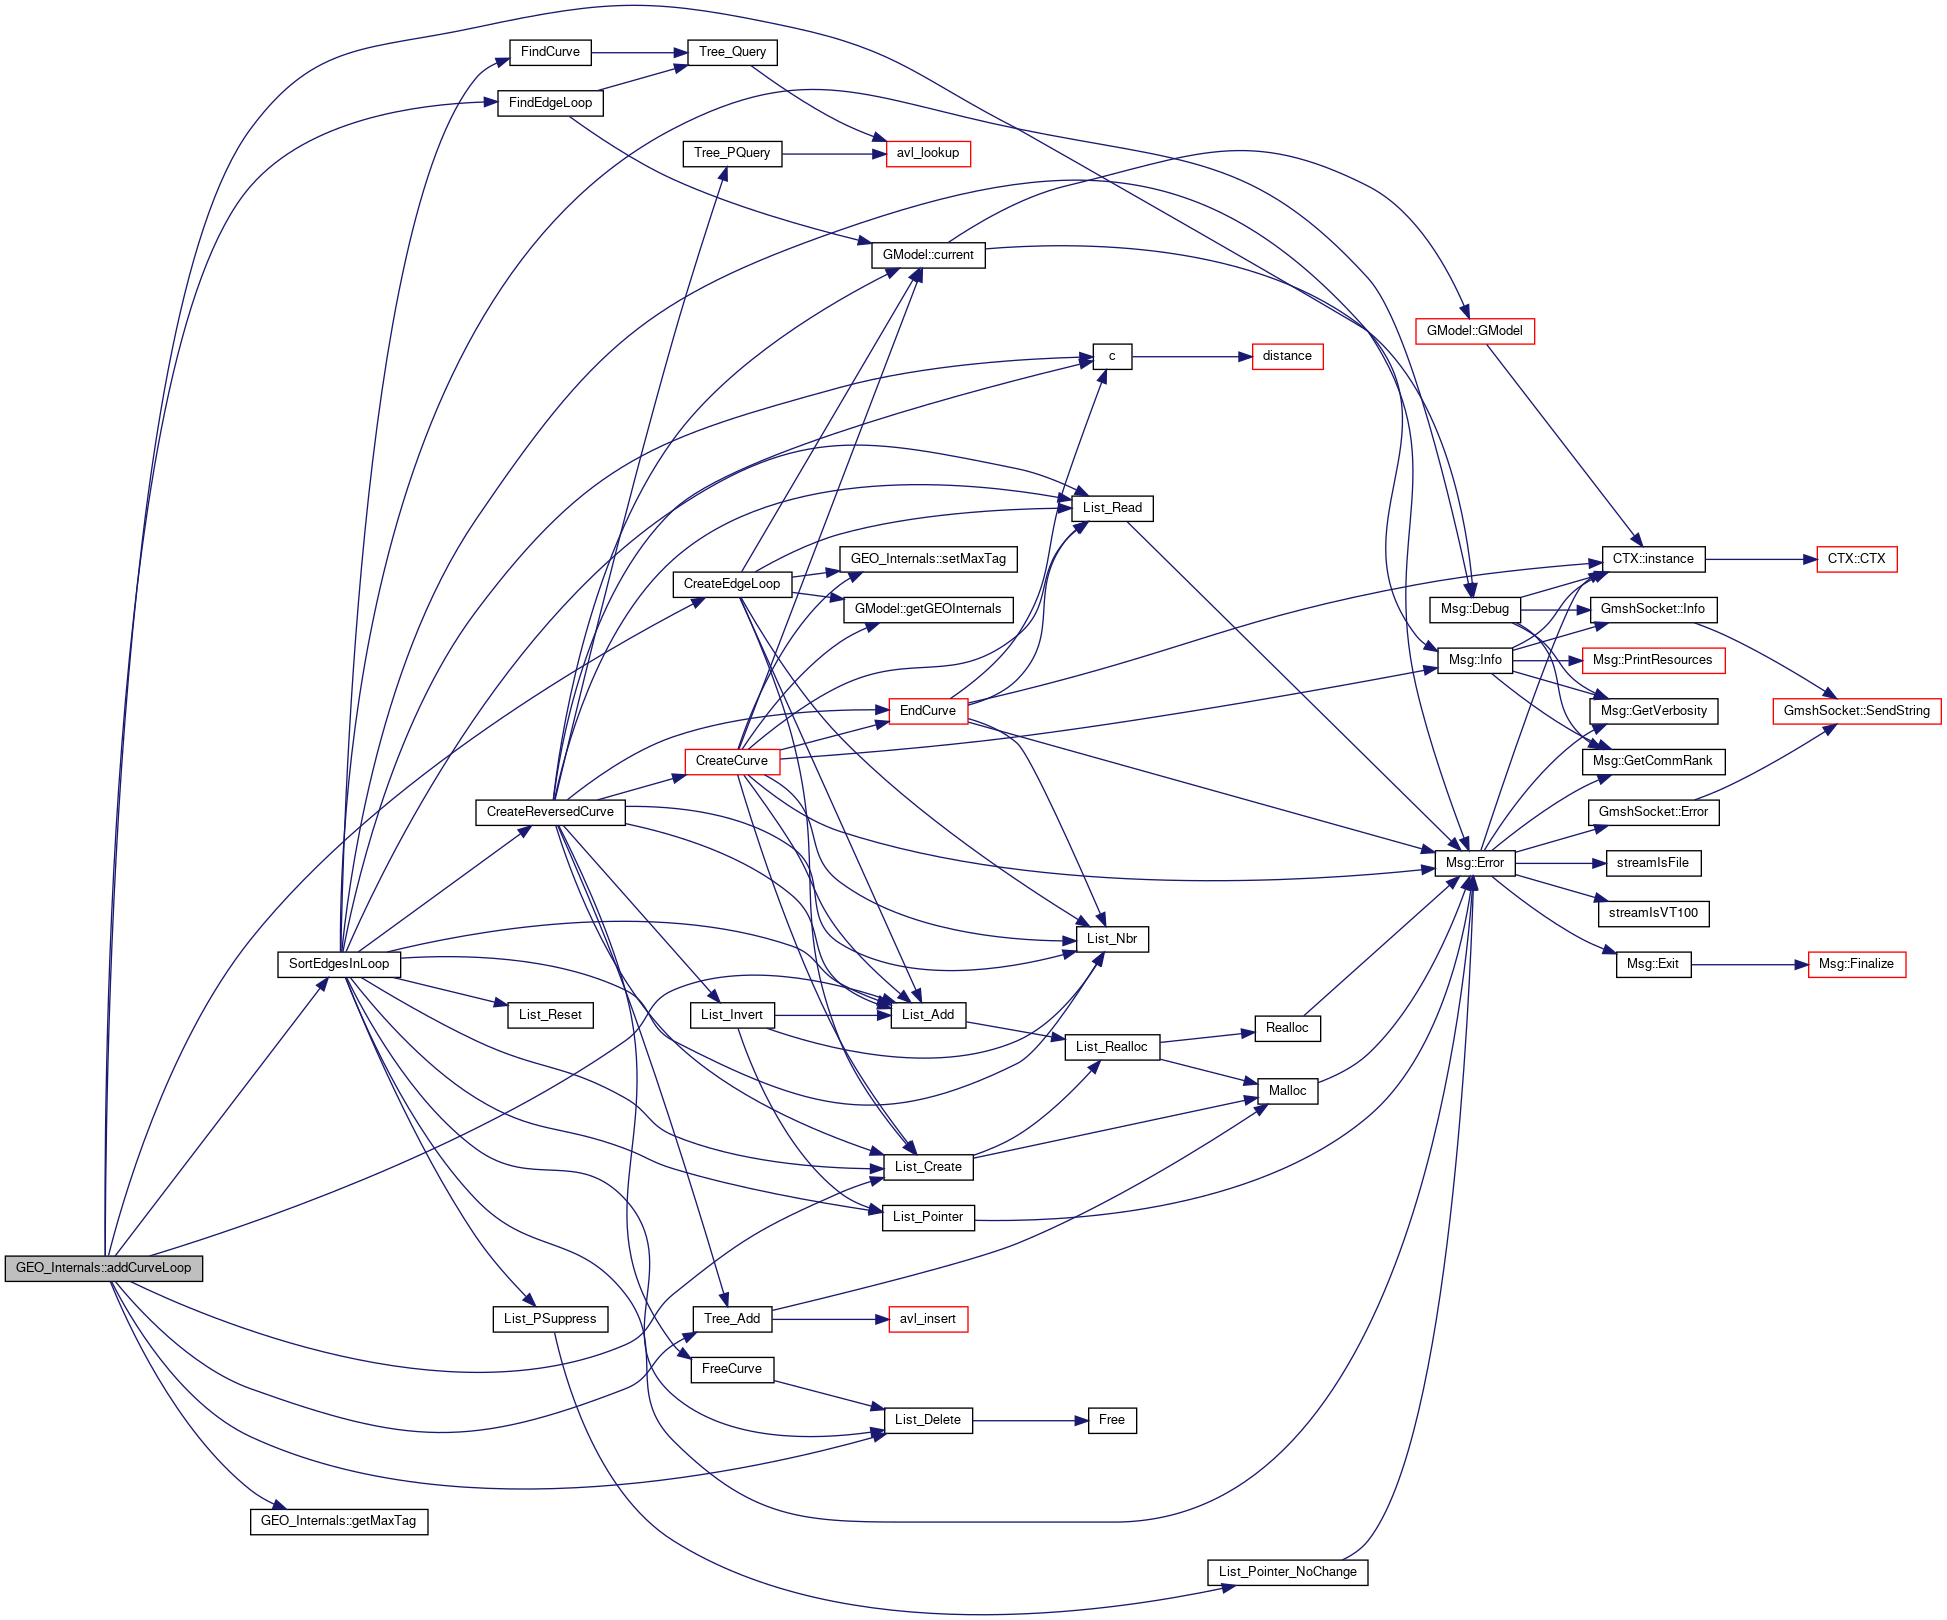 FindCurve
Tree_Query
FindEdgeLoop
Tree_PQuery
avl_lookup
GModel::current
GModel::GModel
c
distance
List_Read
GEO_Internals::setMaxTag
CTX::instance
CTX::CTX
CreateEdgeLoop
GModel::getGEOInternals
Msg::Debug
GmshSocket::Info
Msg::Info
Msg::PrintResources
EndCurve
Msg::GetVerbosity
GmshSocket::SendString
CreateCurve
Msg::GetCommRank
CreateReversedCurve
GmshSocket::Error
Msg::Error
streamIsFile
streamIsVT100
List_Nbr
SortEdgesInLoop
Msg::Exit
Msg::Finalize
List_Reset
List_Invert
List_Add
Realloc
List_Realloc
Malloc
List_Create
List_Pointer
GEO_Internals::addCurveLoop
List_PSuppress
Tree_Add
avl_insert
FreeCurve
List_Delete
Free
GEO_Internals::getMaxTag
List_Pointer_NoChange